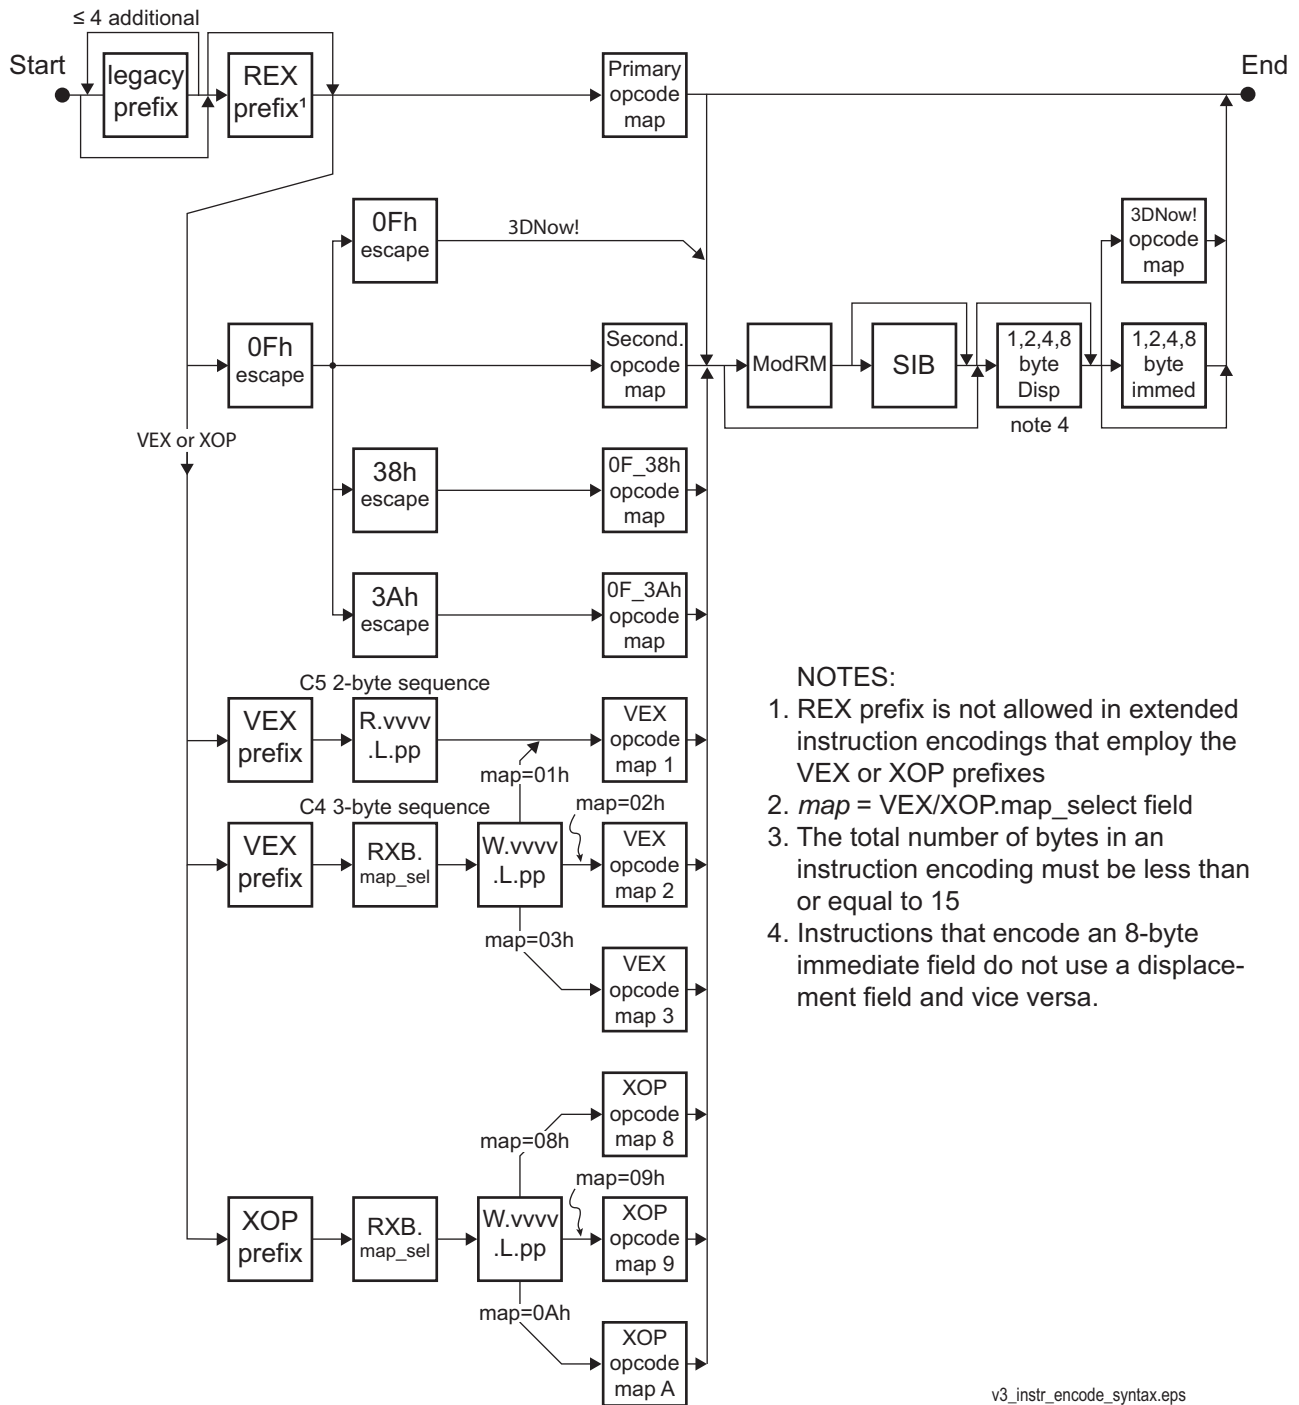 ≤ 4 additional
Start
legacy
prefix
REX
prefix¹
Primary
opcode
map
End
0Fh
escape
3DNow!
3DNow!
opcode
map
0Fh
escape
Second.
opcode
map
ModRM
SIB
1,2,4,8
byte
Disp
note 4
1,2,4,8
byte
immed
VEX or XOP
38h
escape
0F_38h
opcode
map
3Ah
escape
0F_3Ah
opcode
map
C5 2-byte sequence
VEX
prefix
R.vvvv
.L.pp
VEX
opcode
map 1
map=01h
C4 3-byte sequence
map=02h
VEX
prefix
RXB.
map_sel
W.vvvv
.L.pp
VEX
opcode
map 2
map=03h
VEX
opcode
map 3
NOTES:
1. REX prefix is not allowed in extended
instruction encodings that employ the
VEX or XOP prefixes
2. map = VEX/XOP.map_select field
3. The total number of bytes in an
instruction encoding must be less than
or equal to 15
4. Instructions that encode an 8-byte
immediate field do not use a displace-
ment field and vice versa.
XOP
opcode
map 8
map=08h
map=09h
XOP
prefix
RXB.
map_sel
W.vvvv
.L.pp
XOP
opcode
map 9
map=0Ah
XOP
opcode
map A
v3_instr_encode_syntax.eps